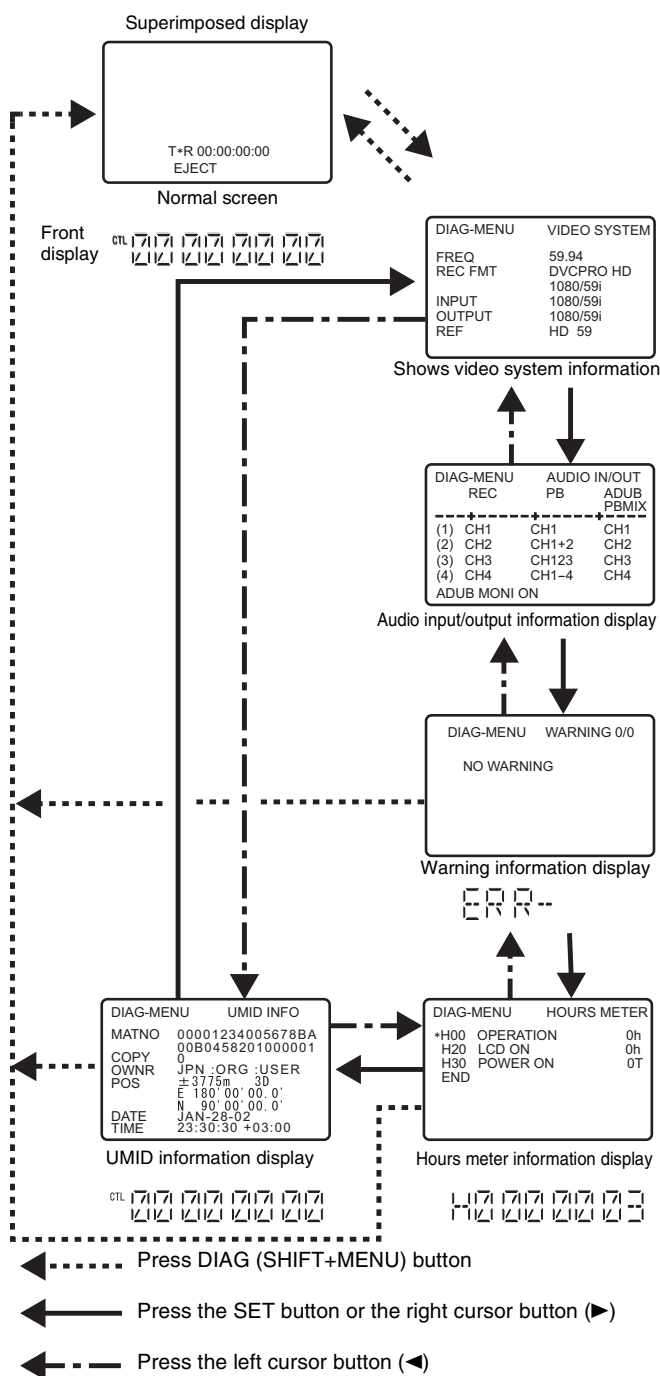 Superimposed display
T*R 00:00:00:00
EJECT
Normal screen
Front
display
CTL 00 00 00 00
DIAG-MENU VIDEO SYSTEM
FREQ 59.94
REC FMT DVCPRO HD
1080/59i
INPUT 1080/59i
OUTPUT 1080/59i
REF HD 59
Shows video system information
DIAG-MENU AUDIO IN/OUT
REC PB ADUB
PBMIX
(1) CH1 CH1 CH1
(2) CH2 CH1+2 CH2
(3) CH3 CH123 CH3
(4) CH4 CH1–4 CH4
ADUB MONI ON
Audio input/output information display
DIAG-MENU WARNING 0/0
NO WARNING
Warning information display
ERR-
DIAG-MENU UMID INFO
MATNO 00001234005678BA
00B0458201000001
COPY 0
OWNR JPN :ORG :USER
POS ±3775m 3D
E 180'00'00.0'
N 90'00'00.0'
DATE JAN-28-02
TIME 23:30:30 +03:00
UMID information display
CTL 00 00 00 00
DIAG-MENU HOURS METER
*H00 OPERATION 0h
H20 LCD ON 0h
H30 POWER ON 0T
END
Hours meter information display
H0000003
Press DIAG (SHIFT+MENU) button
Press the SET button or the right cursor button (►)
Press the left cursor button (◄)